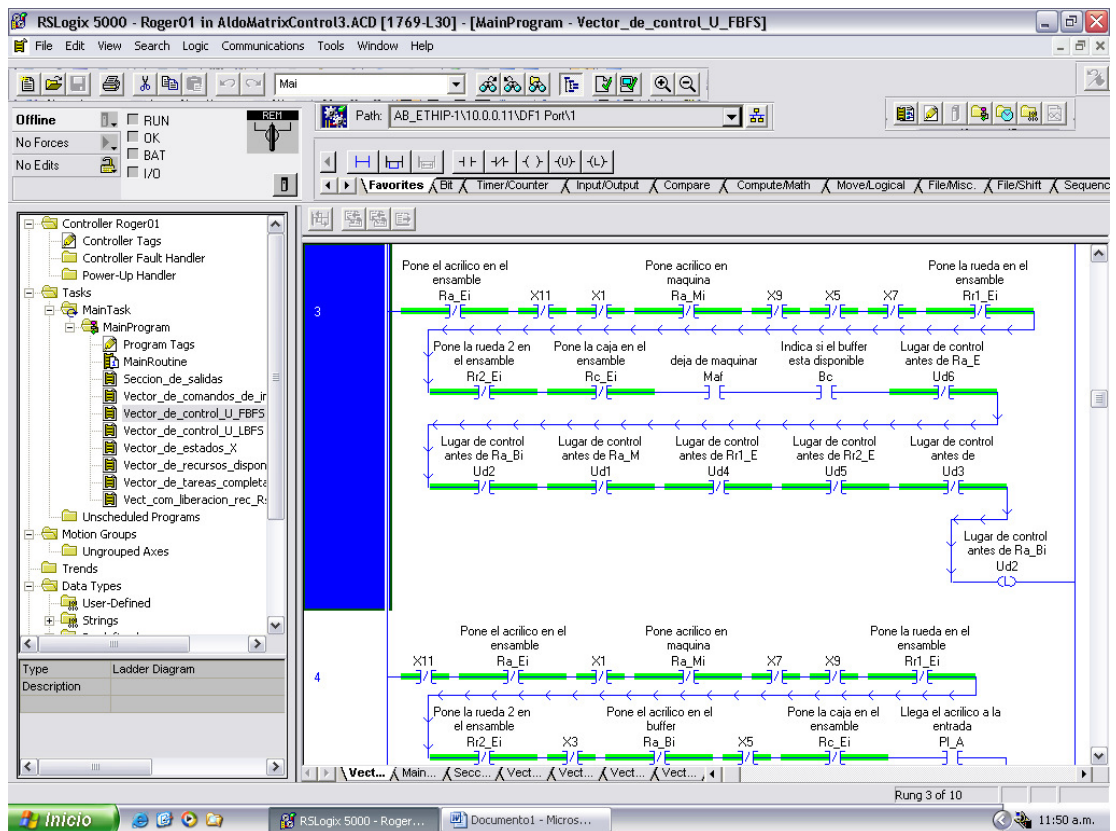 RSLogix 5000 - Roger01 in AldoMatrixControl3.ACD [1769-L30] - [MainProgram - Vector_de_control_U_FBFS]
File Edit View Search Logic Communications Tools Window Help
Mai
Offline
RUN
No Forces
OK
No Edits
BAT
I/O
REM
Path: AB_ETHIP-1\10.0.0.11\DF1 Port\1
Favorites Bit Timer/Counter Input/Output Compare Compute/Math Move/Logical File/Misc. File/Shift Sequenc
Controller Roger01
Controller Tags
Controller Fault Handler
Power-Up Handler
Tasks
MainTask
MainProgram
Program Tags
MainRoutine
Seccion_de_salidas
Vector_de_comandos_de_ir
Vector_de_control_U_FBFS
Vector_de_control_U_LBFS
Vector_de_estados_X
Vector_de_recursos_dispon
Vector_de_tareas_completa
Vect_com_liberacion_rec_R
Unscheduled Programs
Motion Groups
Ungrouped Axes
Trends
Data Types
User-Defined
Strings
Type Ladder Diagram
Description
3
Pone el acrilico en el ensamble
Ra_Ei
X11
X1
Pone acrilico en maquina
Ra_Mi
X9
X5
X7
Pone la rueda en el ensamble
Rr1_Ei
Pone la rueda 2 en el ensamble
Rr2_Ei
Pone la caja en el ensamble
Rc_Ei
deja de maquinar
Maf
Indica si el buffer esta disponible
Bc
Lugar de control antes de Ra_E
Ud6
Lugar de control antes de Ra_Bi
Ud2
Lugar de control antes de Ra_M
Ud1
Lugar de control antes de Rr1_E
Ud4
Lugar de control antes de Rr2_E
Ud5
Lugar de control antes de
Ud3
Lugar de control antes de Ra_Bi
Ud2
L
4
X11
Pone el acrilico en el ensamble
Ra_Ei
X1
Pone acrilico en maquina
Ra_Mi
X7
X9
Pone la rueda en el ensamble
Rr1_Ei
Pone la rueda 2 en el ensamble
Rr2_Ei
X3
Pone el acrilico en el buffer
Ra_Bi
X5
Pone la caja en el ensamble
Rc_Ei
Llega el acrilico a la entrada
PI_A
Vect... Main... Secc... Vect... Vect... Vect... Vect...
Rung 3 of 10
Inicio
RSLogix 5000 - Roger...
Documento1 - Micros...
11:50 a.m.